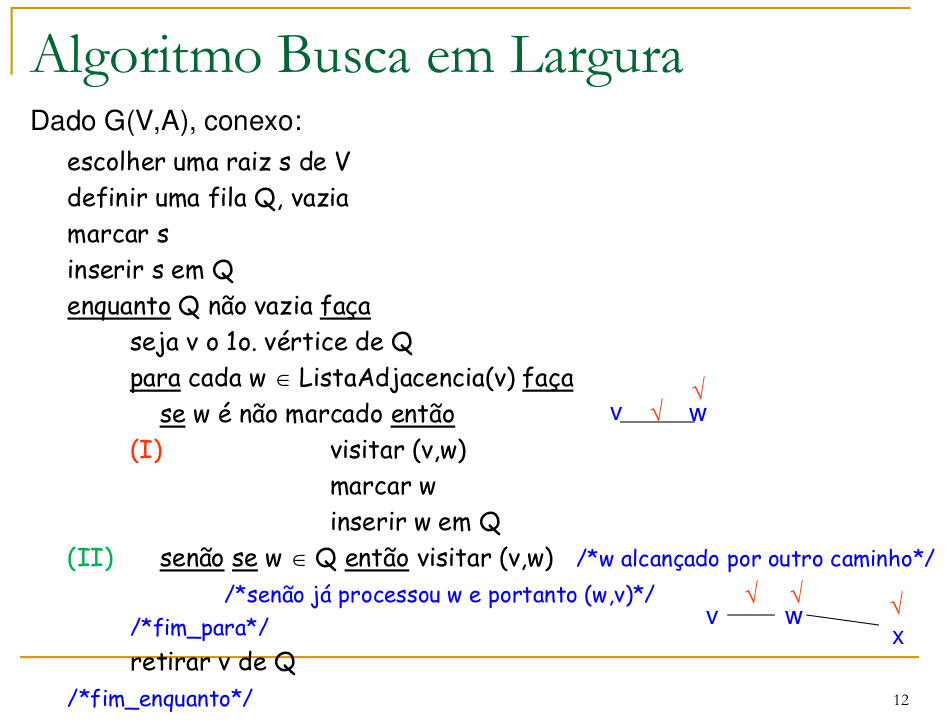 Algoritmo Busca em Largura
Dado G(V,A), conexo:
escolher uma raiz s de V
definir uma fila Q, vazia
marcar s
inserir s em Q
enquanto Q não vazia faça
seja v o 1o. vértice de Q
para cada w ∈ ListaAdjacencia(v) faça
√
se w é não marcado então
v √ w
(I) visitar (v,w)
marcar w
inserir w em Q
(II) senão se w ∈ Q então visitar (v,w) /*w alcançado por outro caminho*/
/*senão já processou w e portanto (w,v)*/
√ √ √
v w x
/*fim_para*/
retirar v de Q
/*fim_enquanto*/
12